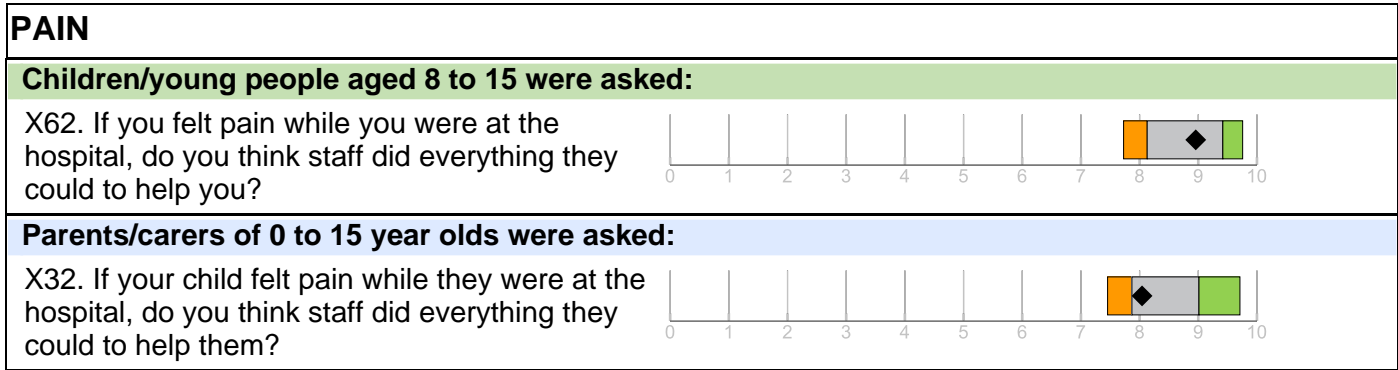 PAIN
Children/young people aged 8 to 15 were asked:
X62. If you felt pain while you were at the
hospital, do you think staff did everything they
could to help you?
0 1 2 3 4 5 6 7 8 9 10
Parents/carers of 0 to 15 year olds were asked:
X32. If your child felt pain while they were at the
hospital, do you think staff did everything they
could to help them?
0 1 2 3 4 5 6 7 8 9 10